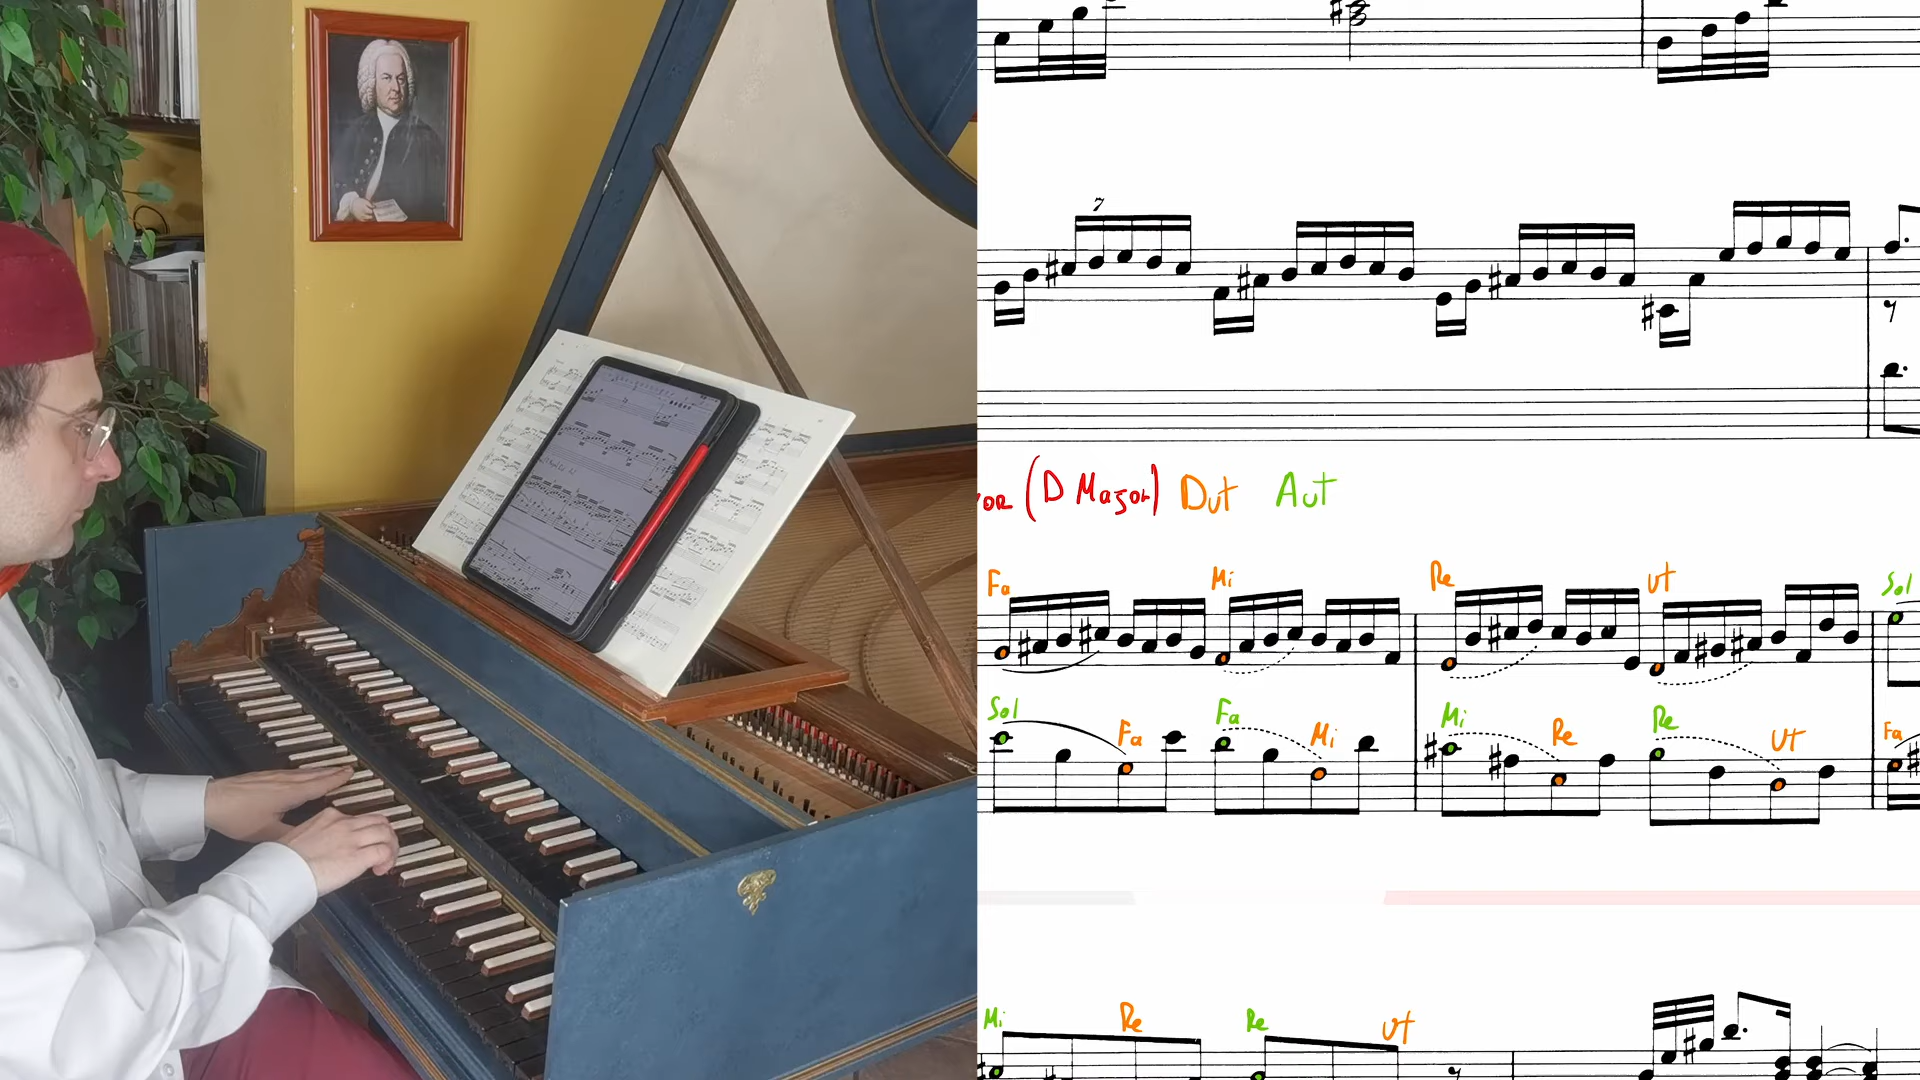 7
(D Major) Dut Aut
Fa Mi Re Ut Sol
Sol Fa Fa Mi Mi Re Re Ut Fa
Mi Re Re Ut